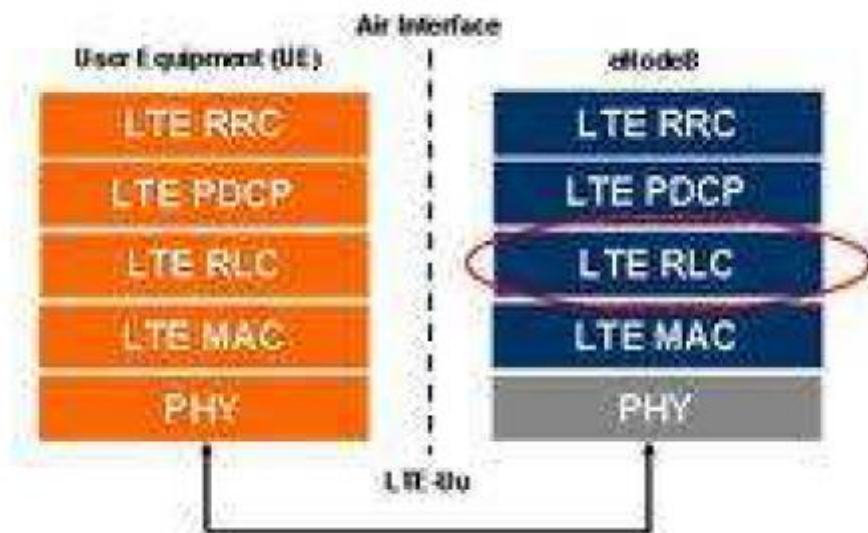 Air Interface
User Equipment (UE)
eNodeB
LTE RRC
LTE PDCP
LTE RLC
LTE MAC
PHY
LTE RRC
LTE PDCP
LTE RLC
LTE MAC
PHY
LTE-Uu